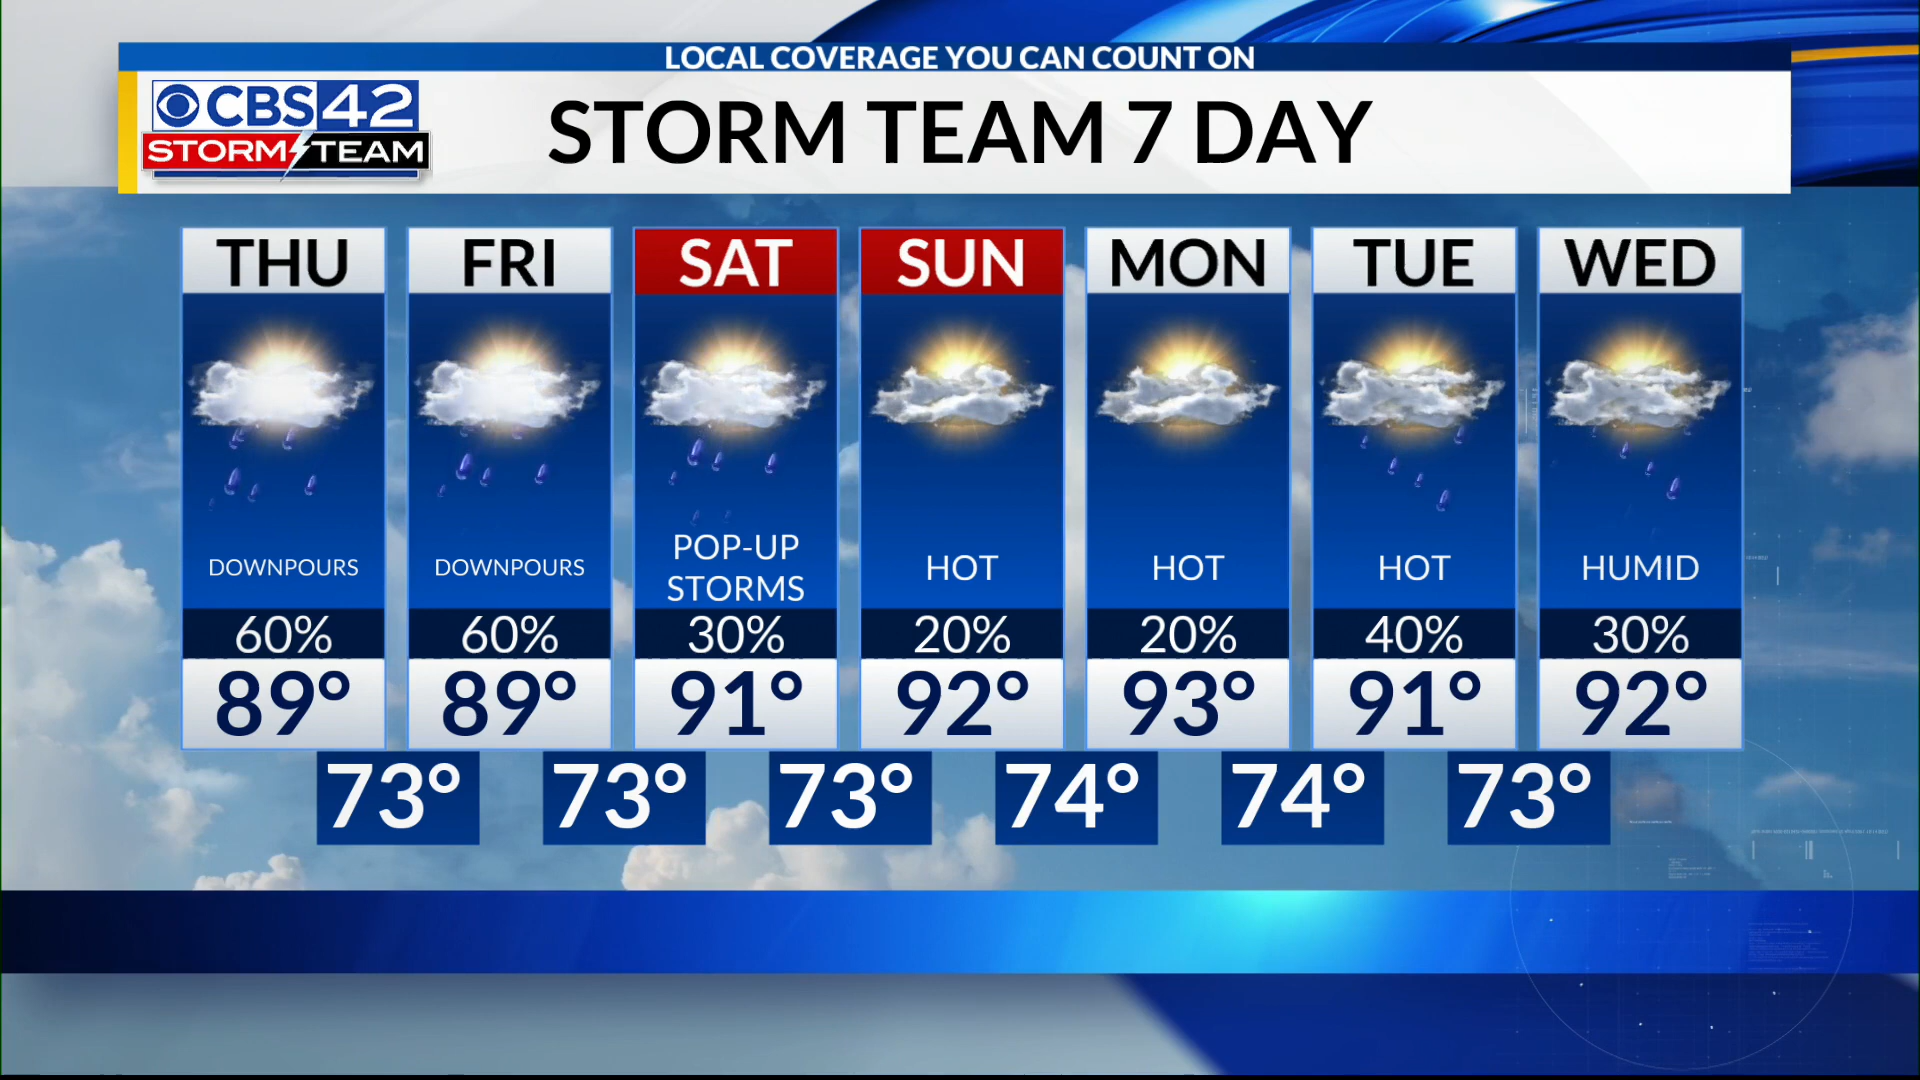 LOCAL COVERAGE YOU CAN COUNT ON
CBS 42
STORM TEAM
STORM TEAM 7 DAY
THU FRI SAT SUN MON TUE WED
DOWNPOURS DOWNPOURS POP-UP STORMS HOT HOT HOT HUMID
60% 60% 30% 20% 20% 40% 30%
89° 89° 91° 92° 93° 91° 92°
73° 73° 73° 74° 74° 73°